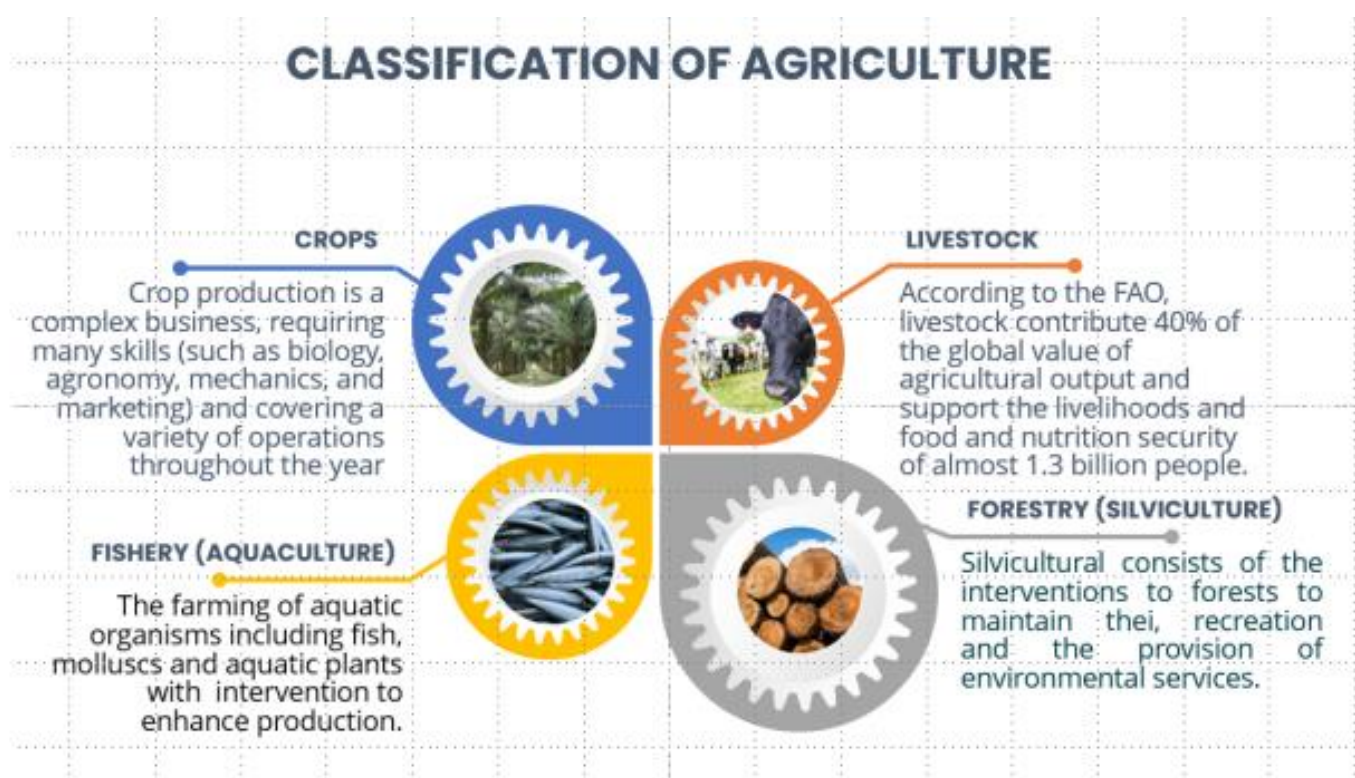 CLASSIFICATION OF AGRICULTURE
CROPS
Crop production is a
complex business, requiring
many skills (such as biology,
agronomy, mechanics, and
marketing) and covering a
variety of operations
throughout the year
LIVESTOCK
According to the FAO,
livestock contribute 40% of
the global value of
agricultural output and
support the livelihoods and
food and nutrition security
of almost 1.3 billion people.
FISHERY (AQUACULTURE)
The farming of aquatic
organisms including fish,
molluscs and aquatic plants
with intervention to
enhance production.
FORESTRY (SILVICULTURE)
Silvicultural consists of the
interventions to forests to
maintain thei, recreation
and the provision of
environmental services.